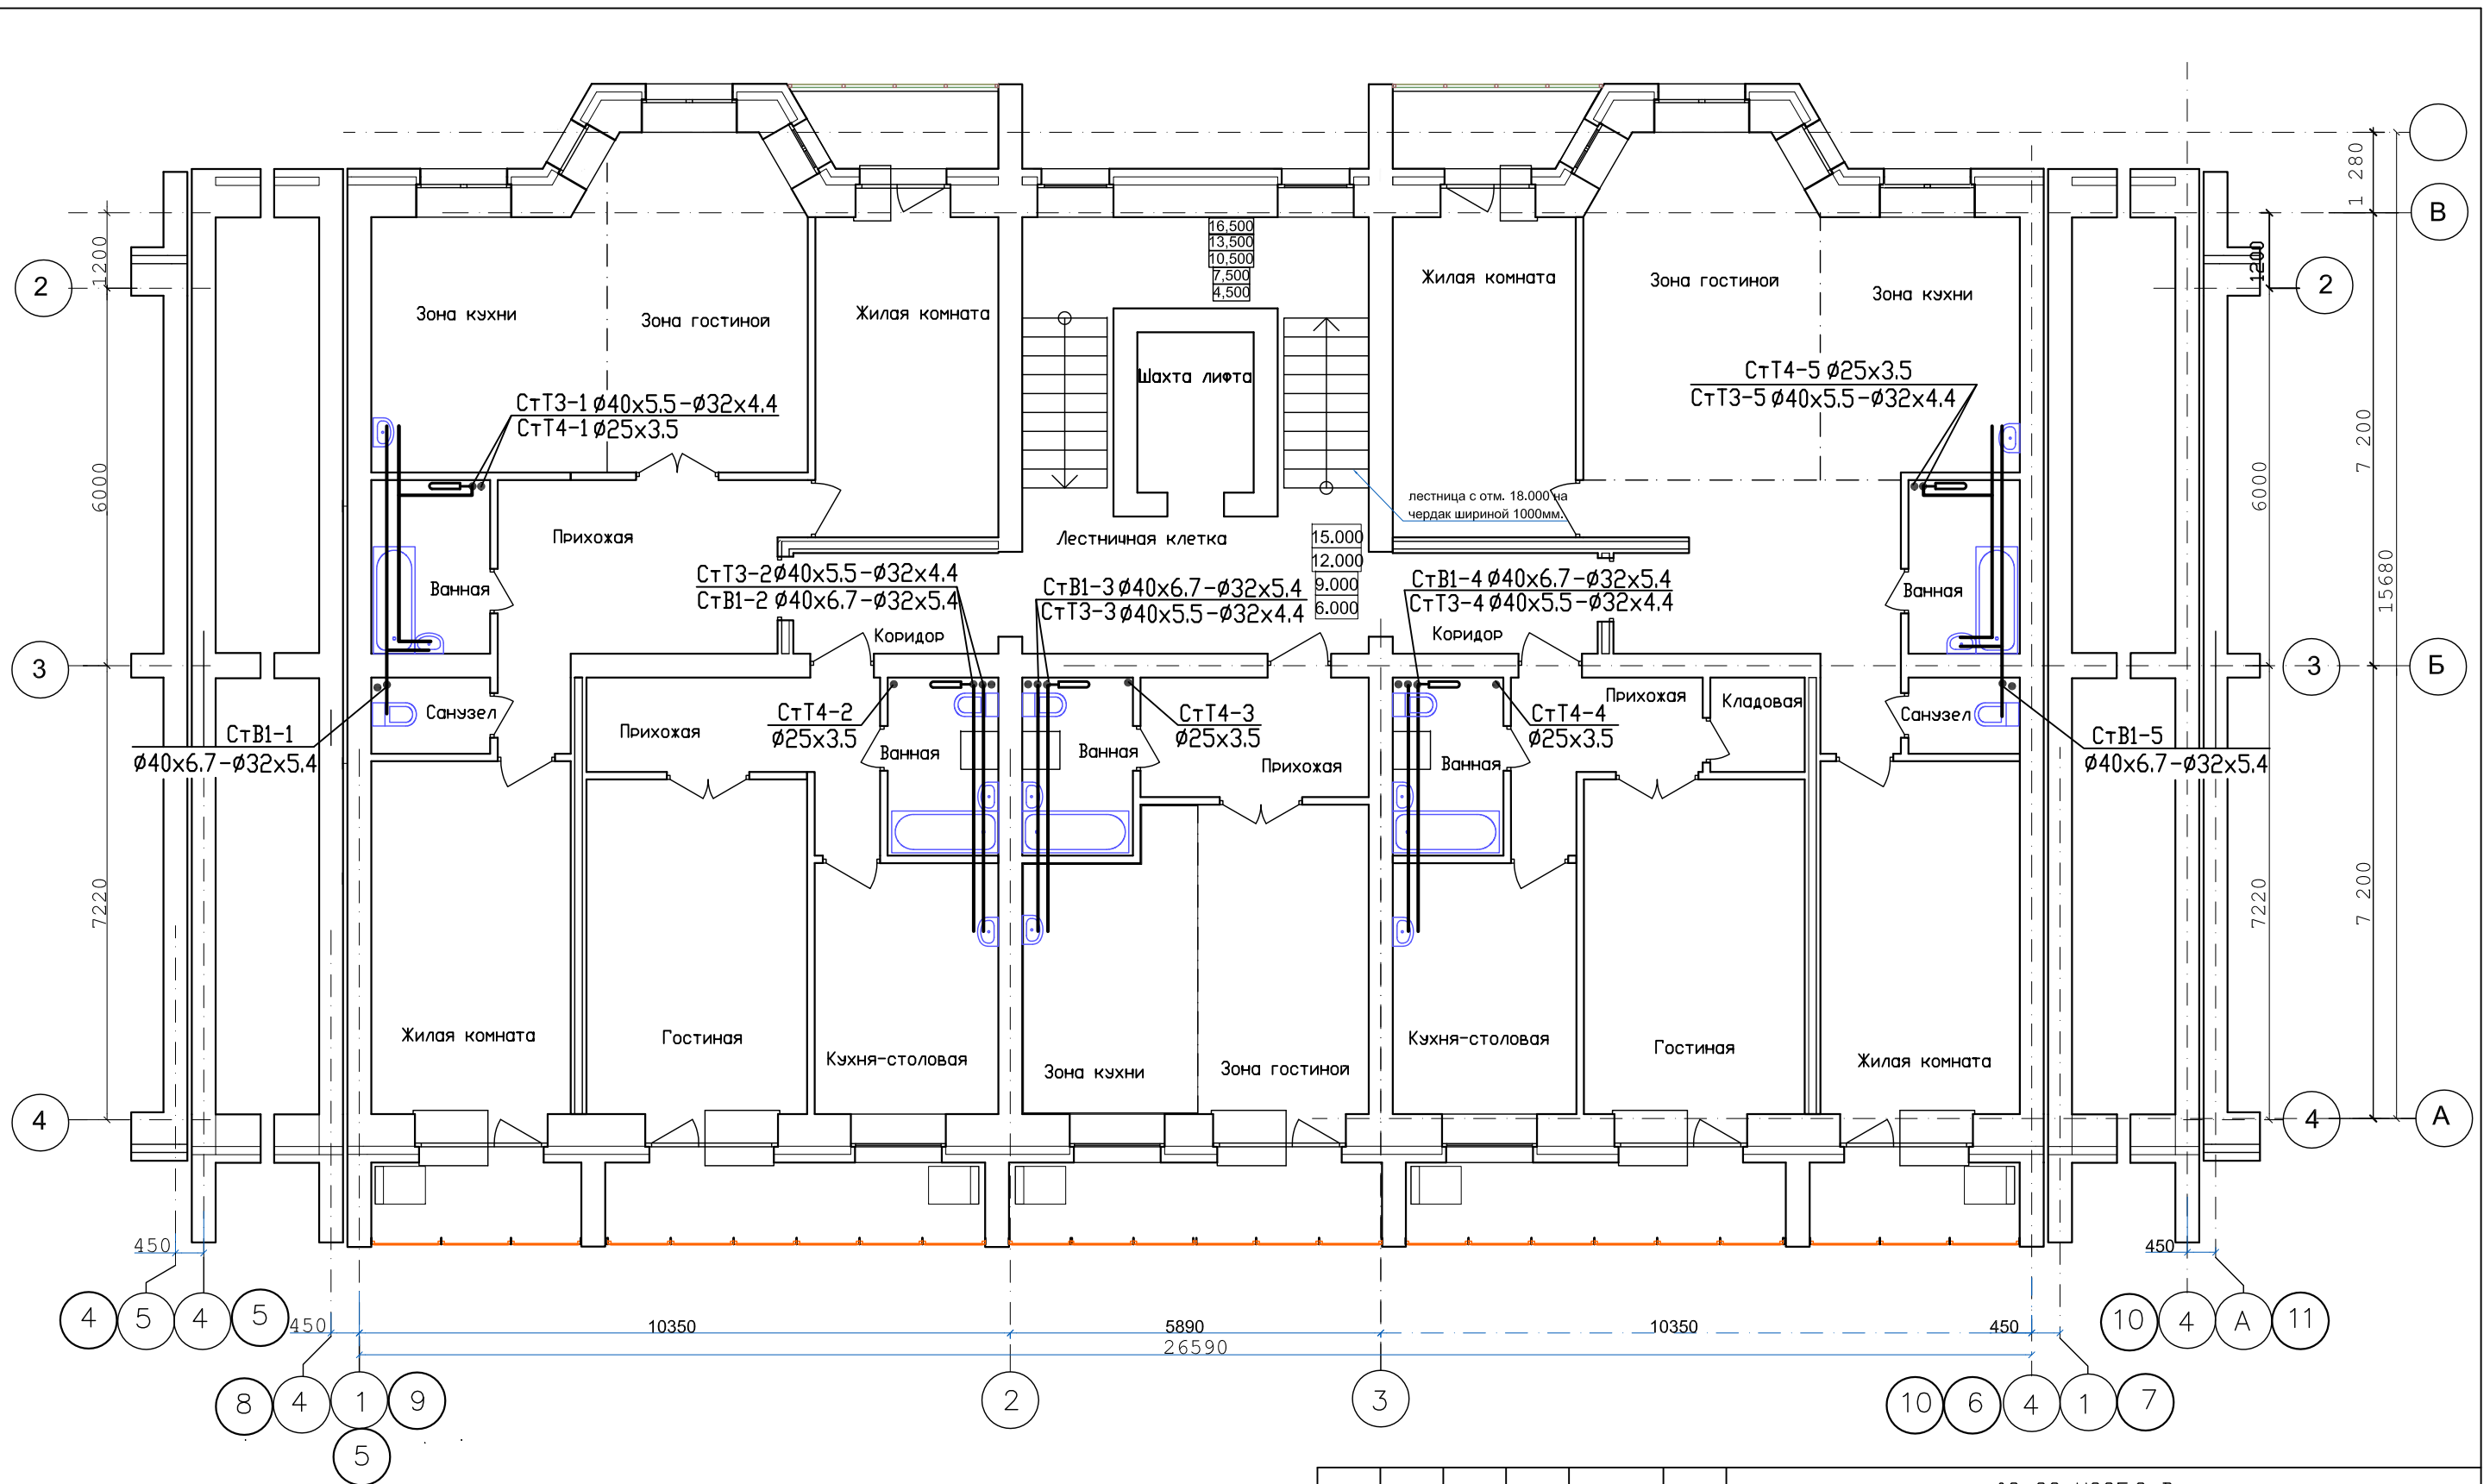 1 280
В
1200
2
16,500
13,500
10,500
7,500
4,500
Жилая комната
Зона гостиной
Зона кухни
1200
2
Зона кухни
Зона гостиной
Жилая комната
Шахта лифта
СтТ4-5 Ø25х3.5
СтТ3-5 Ø40х5.5-Ø32х4.4
СтТ3-1 Ø40х5.5-Ø32х4.4
СтТ4-1 Ø25х3.5
7 200
6000
6000
лестница с отм. 18.000 на
чердак шириной 1000мм.
Прихожая
Лестничная клетка
15.000
12.000
9.000
6.000
15680
СтТ3-2 Ø40х5.5-Ø32х4.4
СтВ1-2 Ø40х6.7-Ø32х5.4
СтВ1-3 Ø40х6.7-Ø32х5.4
СтТ3-3 Ø40х5.5-Ø32х4.4
СтВ1-4 Ø40х6.7-Ø32х5.4
СтТ3-4 Ø40х5.5-Ø32х4.4
Ванная
Ванная
Коридор
Коридор
3
3
Б
Санузел
Прихожая
СтТ4-2
Ø25х3.5
Ванная
Ванная
СтТ4-3
Ø25х3.5
Прихожая
Ванная
СтТ4-4
Ø25х3.5
Прихожая
Кладовая
Санузел
СтВ1-1
Ø40х6.7-Ø32х5.4
СтВ1-5
Ø40х6.7-Ø32х5.4
7220
7220
7 200
Жилая комната
Гостиная
Кухня-столовая
Зона кухни
Зона гостиной
Кухня-столовая
Гостиная
Жилая комната
4
4
А
450
450
4 5 4 5
450
10350
5890
10350
450
10 4 А 11
26590
8 4 1 9
2
3
10 6 4 1 7
5